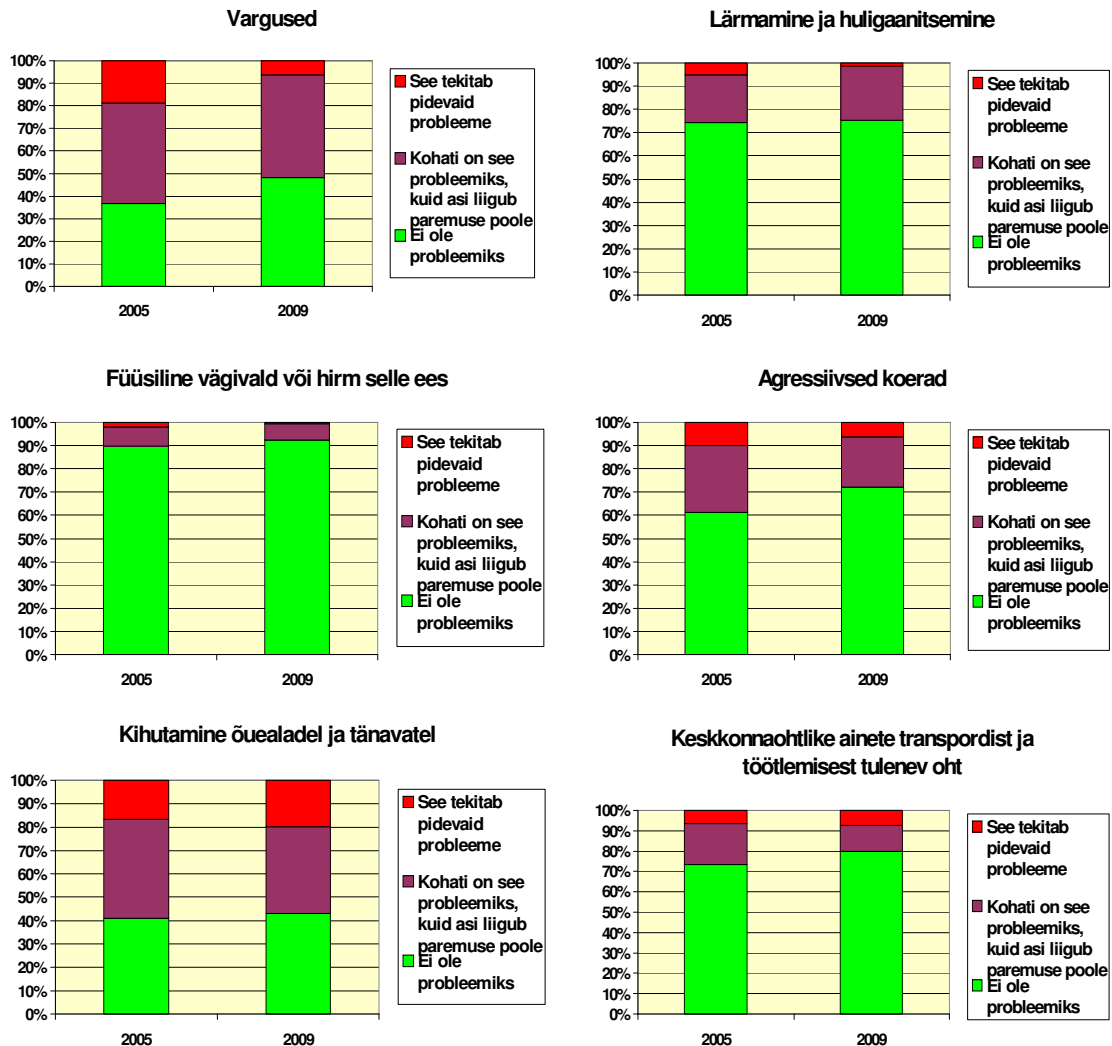 Vargused
100%
90%
80%
70%
60%
50%
40%
30%
20%
10%
0%
2005 2009
See tekitab
pidevaid
probleeme
Kohati on see
probleemiks,
kuid asi liigub
paremuse poole
Ei ole
probleemiks
Lärmamine ja huligaanitsemine
100%
90%
80%
70%
60%
50%
40%
30%
20%
10%
0%
2005 2009
See tekitab
pidevaid
probleeme
Kohati on see
probleemiks,
kuid asi liigub
paremuse poole
Ei ole
probleemiks
Füüsiline vägivald või hirm selle ees
100%
90%
80%
70%
60%
50%
40%
30%
20%
10%
0%
2005 2009
See tekitab
pidevaid
probleeme
Kohati on see
probleemiks,
kuid asi liigub
paremuse poole
Ei ole
probleemiks
Agressiivsed koerad
100%
90%
80%
70%
60%
50%
40%
30%
20%
10%
0%
2005 2009
See tekitab
pidevaid
probleeme
Kohati on see
probleemiks,
kuid asi liigub
paremuse poole
Ei ole
probleemiks
Kihutamine õuealadel ja tänavatel
100%
90%
80%
70%
60%
50%
40%
30%
20%
10%
0%
2005 2009
See tekitab
pidevaid
probleeme
Kohati on see
probleemiks,
kuid asi liigub
paremuse poole
Ei ole
probleemiks
Keskkonnaohtlike ainete transpordist ja
töötlemisest tulenev oht
100%
90%
80%
70%
60%
50%
40%
30%
20%
10%
0%
2005 2009
See tekitab
pidevaid
probleeme
Kohati on see
probleemiks,
kuid asi liigub
paremuse poole
Ei ole
probleemiks